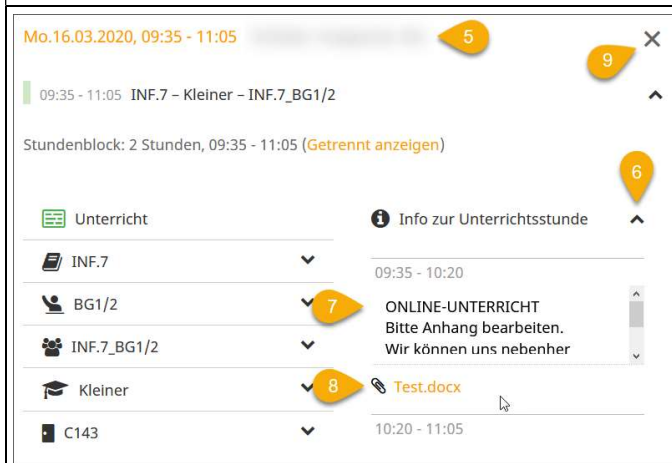 Mo.16.03.2020, 09:35 - 11:05
5
9
09:35 - 11:05 INF.7 – Kleiner – INF.7_BG1/2
Stundenblock: 2 Stunden, 09:35 - 11:05 (Getrennt anzeigen)
6
Unterricht
INF.7
BG1/2
INF.7_BG1/2
Kleiner
C143
Info zur Unterrichtsstunde
09:35 - 10:20
7
ONLINE-UNTERRICHT
Bitte Anhang bearbeiten.
Wir können uns nebenher
8
Test.docx
10:20 - 11:05